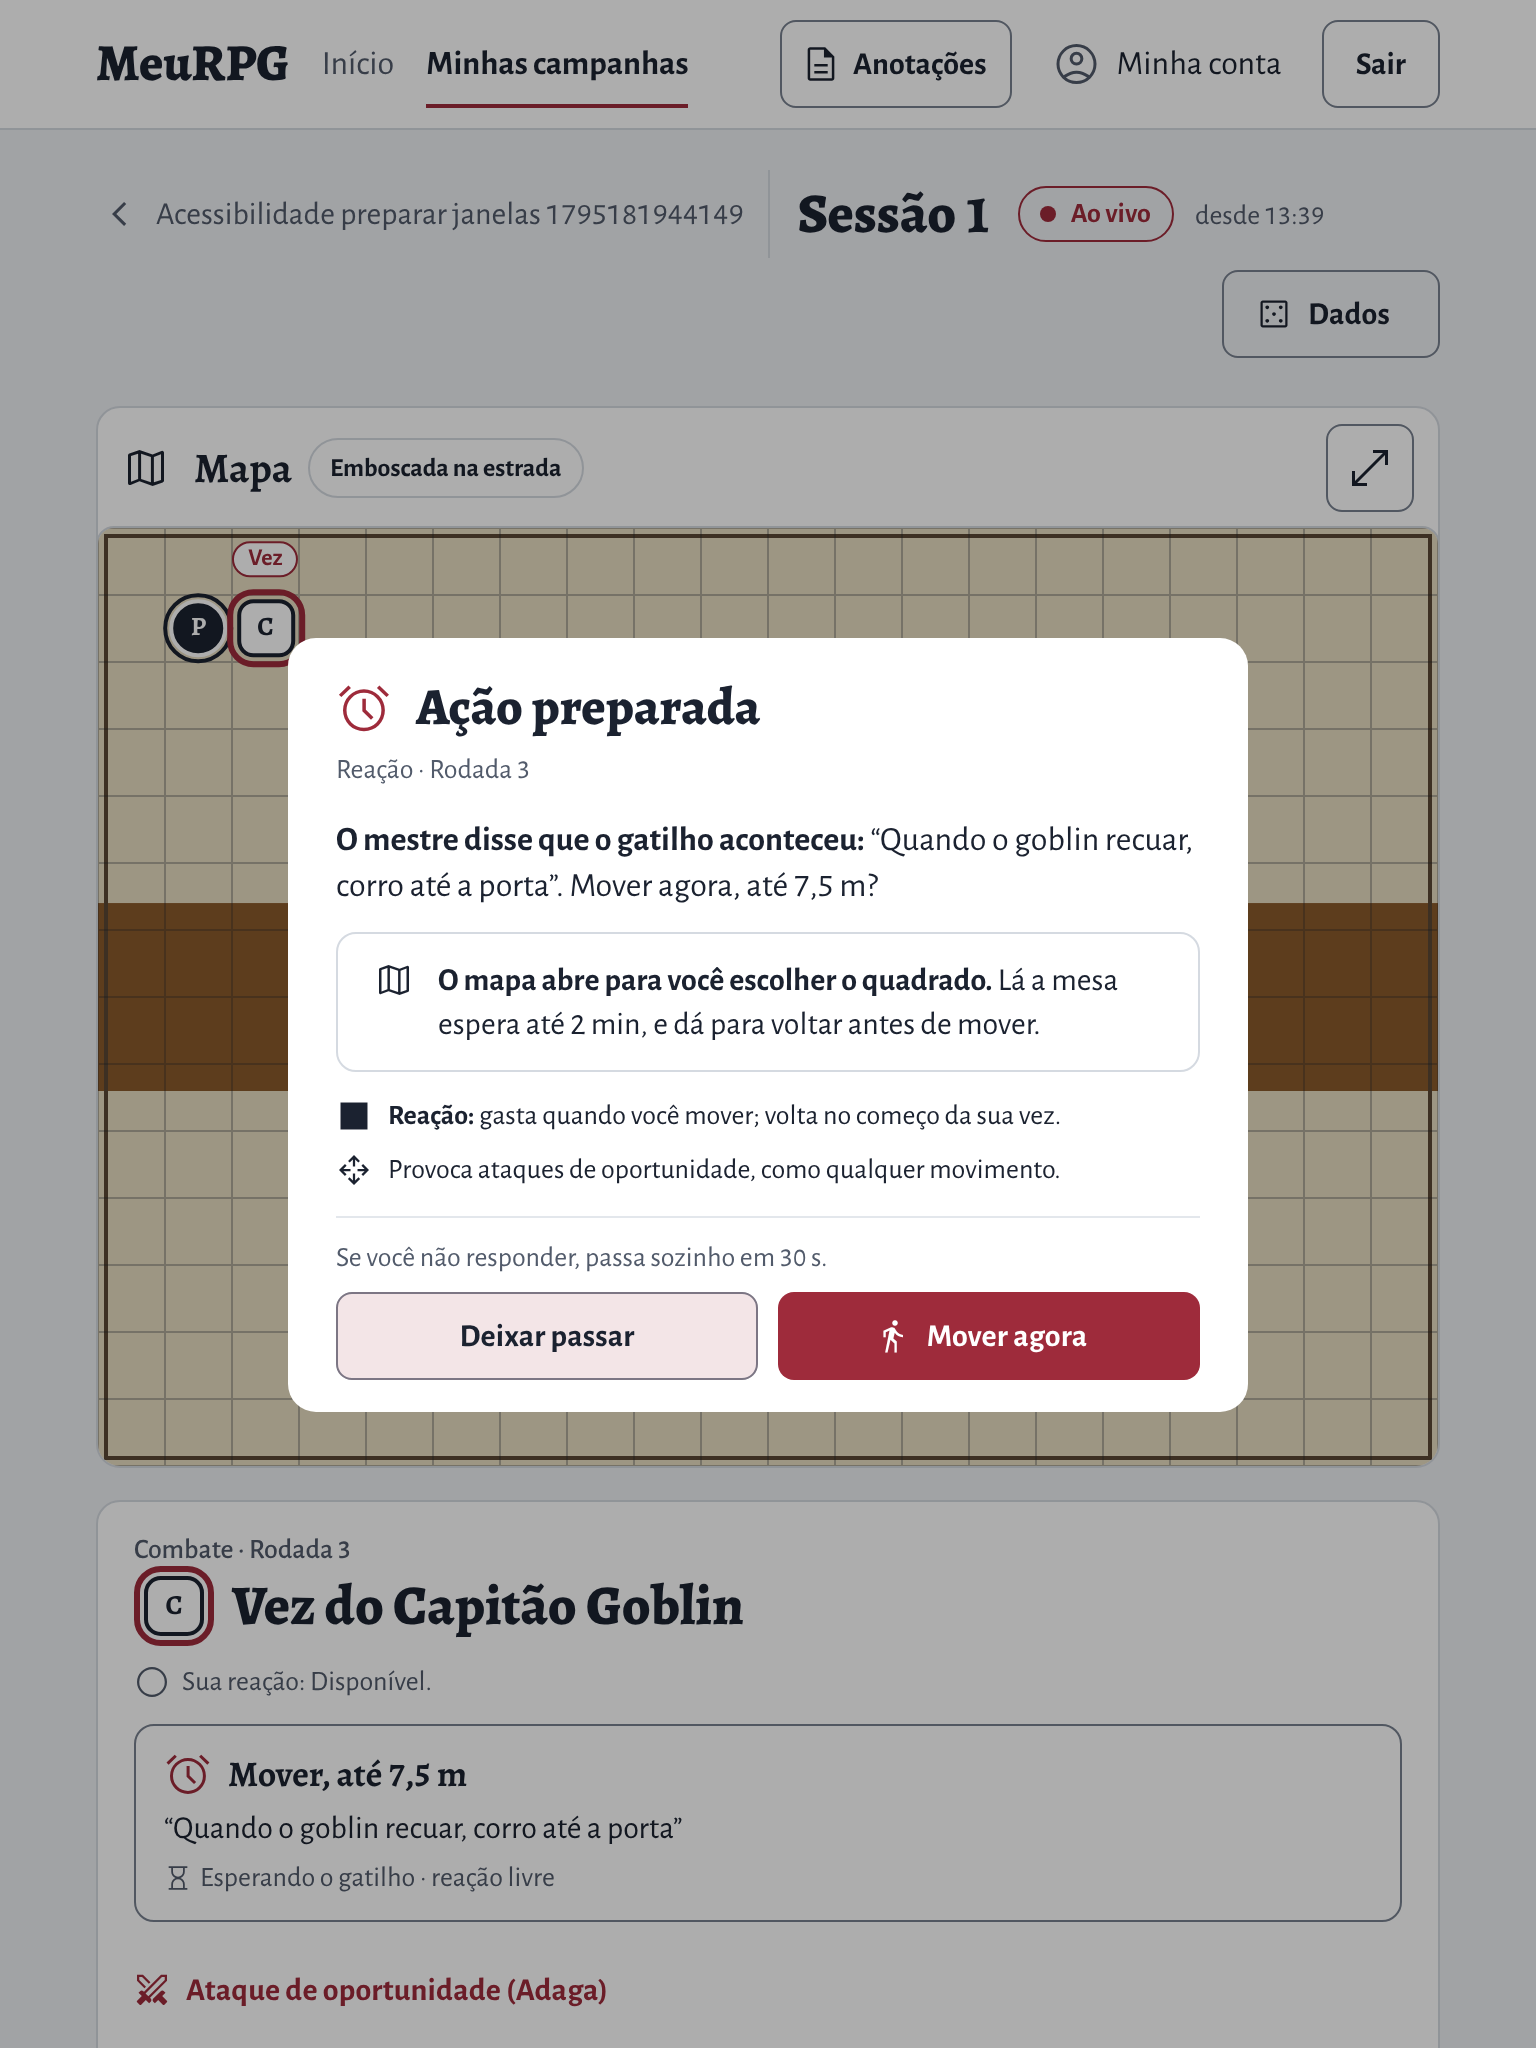 MeuRPG
Início
Minhas campanhas
Anotações
Minha conta
Sair
Acessibilidade preparar janelas 1795181944149
Sessão 1
Ao vivo
desde 13:39
Dados
Mapa
Emboscada na estrada
Vez
P
C
Ação preparada
Reação · Rodada 3
O mestre disse que o gatilho aconteceu: “Quando o goblin recuar,
corro até a porta”. Mover agora, até 7,5 m?
O mapa abre para você escolher o quadrado. Lá a mesa
espera até 2 min, e dá para voltar antes de mover.
Reação: gasta quando você mover; volta no começo da sua vez.
Provoca ataques de oportunidade, como qualquer movimento.
Se você não responder, passa sozinho em 30 s.
Deixar passar
Mover agora
Combate · Rodada 3
C
Vez do Capitão Goblin
Sua reação: Disponível.
Mover, até 7,5 m
“Quando o goblin recuar, corro até a porta”
Esperando o gatilho · reação livre
Ataque de oportunidade (Adaga)